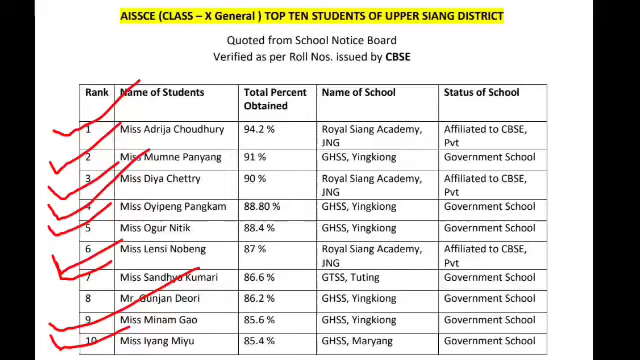 AISSCE (CLASS – X General ) TOP TEN STUDENTS OF UPPER SIANG DISTRICT
Quoted from School Notice Board
Verified as per Roll Nos. issued by CBSE
Rank Name of Students Total Percent Obtained Name of School Status of School
1 Miss Adrija Choudhury 94.2 % Royal Siang Academy, JNG Affiliated to CBSE, Pvt
2 Miss Mumne Panyang 91 % GHSS, Yingkiong Government School
3 Miss Diya Chettry 90 % Royal Siang Academy, JNG Affiliated to CBSE, Pvt
4 Miss Oyipeng Pangkam 88.80 % GHSS, Yingkiong Government School
5 Miss Ogur Nitik 88.4 % GHSS, Yingkiong Government School
6 Miss Lensi Nobeng 87 % Royal Siang Academy, JNG Affiliated to CBSE, Pvt
7 Miss Sandhya Kumari 86.6 % GTSS, Tuting Government School
8 Mr. Gunjan Deori 86.2 % GHSS, Yingkiong Government School
9 Miss Minam Gao 85.6 % GHSS, Yingkiong Government School
10 Miss Iyang Miyu 85.4 % GHSS, Maryang Government School